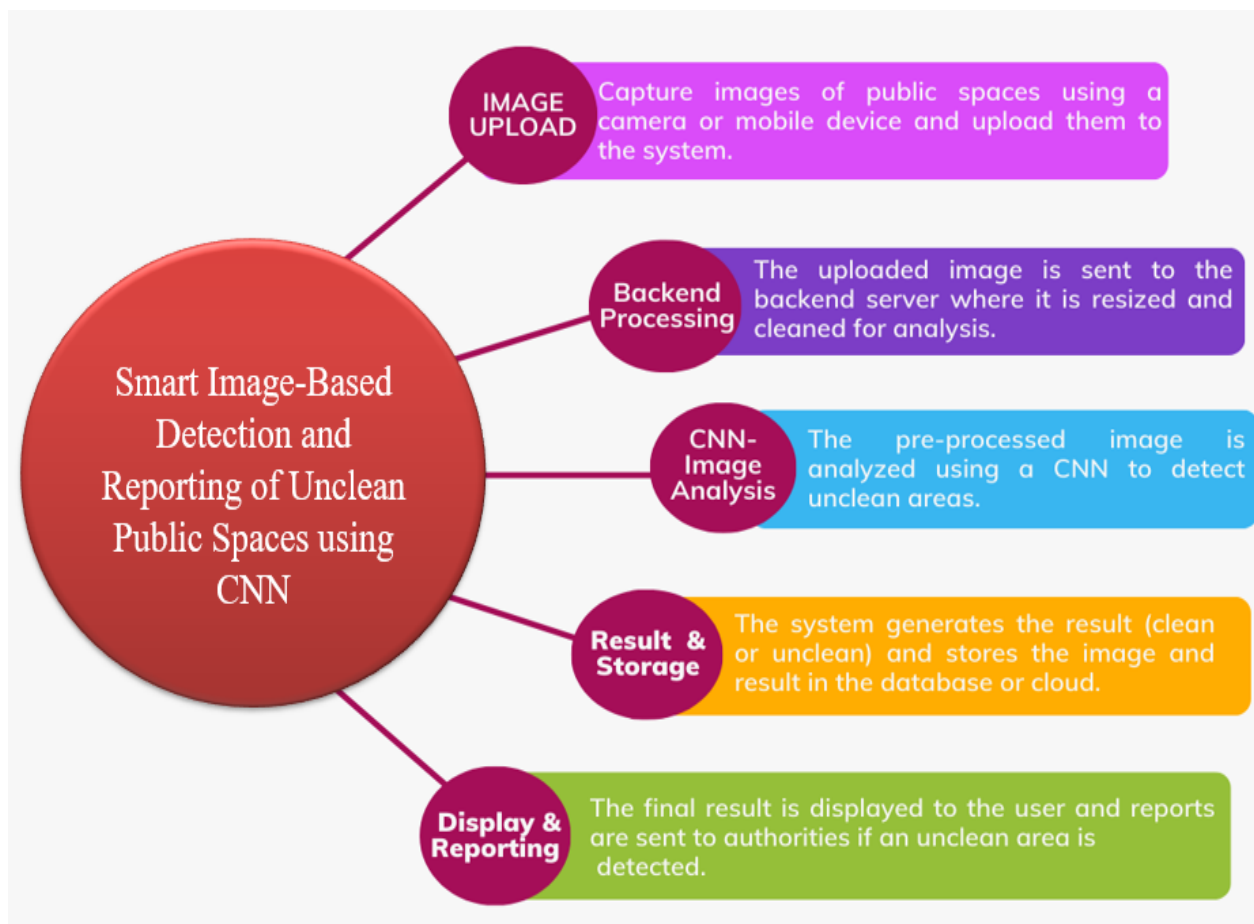 Smart Image-Based
Detection and
Reporting of Unclean
Public Spaces using
CNN
IMAGE
UPLOAD
Capture images of public spaces using a
camera or mobile device and upload them to
the system.
Backend
Processing
The uploaded image is sent to the
backend server where it is resized and
cleaned for analysis.
CNN-
Image
Analysis
The pre-processed image is
analyzed using a CNN to detect
unclean areas.
Result &
Storage
The system generates the result (clean
or unclean) and stores the image and
result in the database or cloud.
Display &
Reporting
The final result is displayed to the user and reports
are sent to authorities if an unclean area is
detected.